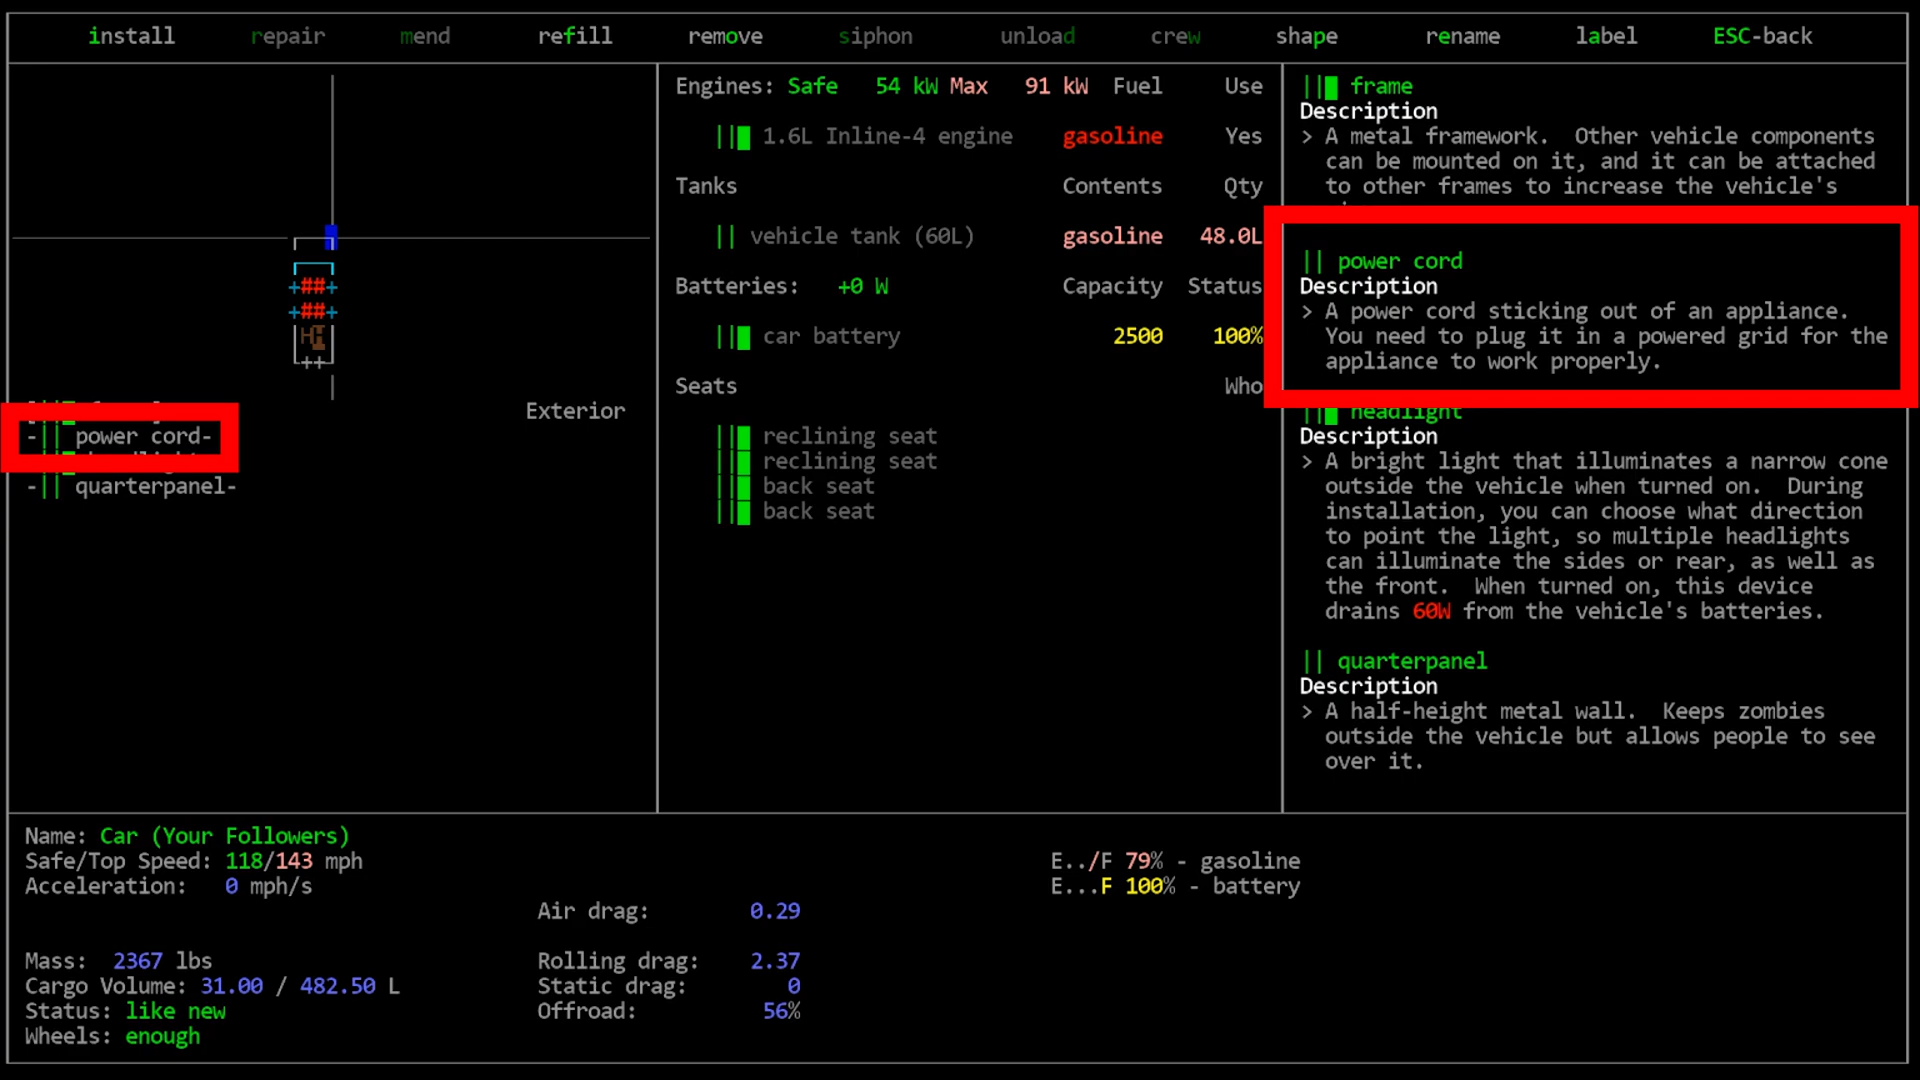 install repair mend refill remove siphon unload crew shape rename label ESC-back
Engines: Safe 54 kW Max 91 kW Fuel Use
||█ 1.6L Inline-4 engine gasoline Yes
Tanks Contents Qty
|| vehicle tank (60L) gasoline 48.0L
Batteries: +0 W Capacity Status
||█ car battery 2500 100%
Seats Who
||█ reclining seat
||█ reclining seat
||█ back seat
||█ back seat
+##+
+##+
H
++
Exterior
-|| power cord-
-|| quarterpanel-
||█ frame
Description
> A metal framework.  Other vehicle components
can be mounted on it, and it can be attached
to other frames to increase the vehicle's
|| power cord
Description
> A power cord sticking out of an appliance.
You need to plug it in a powered grid for the
appliance to work properly.
||█ headlight
Description
> A bright light that illuminates a narrow cone
outside the vehicle when turned on.  During
installation, you can choose what direction
to point the light, so multiple headlights
can illuminate the sides or rear, as well as
the front.  When turned on, this device
drains 60W from the vehicle's batteries.
|| quarterpanel
Description
> A half-height metal wall.  Keeps zombies
outside the vehicle but allows people to see
over it.
Name: Car (Your Followers)
Safe/Top Speed: 118/143 mph
Acceleration: 0 mph/s
Mass: 2367 lbs
Cargo Volume: 31.00 / 482.50 L
Status: like new
Wheels: enough
Air drag: 0.29
Rolling drag: 2.37
Static drag: 0
Offroad: 56%
E../F 79% - gasoline
E...F 100% - battery